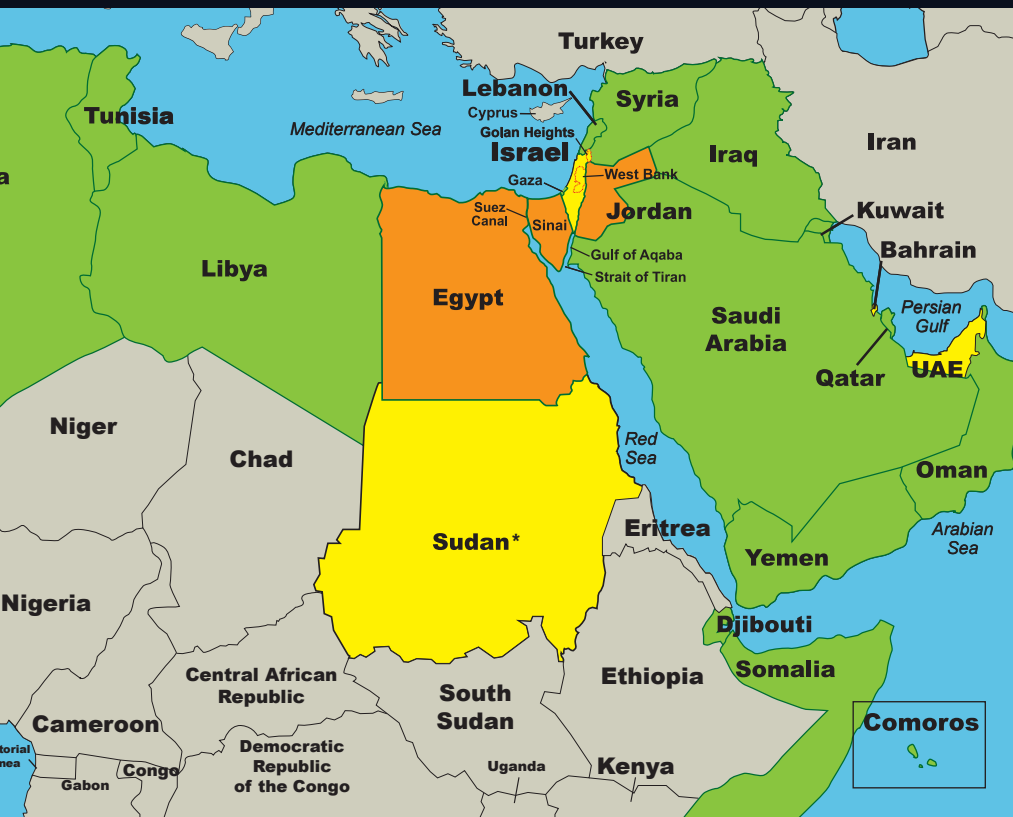 Turkey
Lebanon
Syria
Cyprus
Tunisia
Mediterranean Sea
Golan Heights
Israel
Iraq
Iran
a
Gaza
West Bank
Suez
Canal
Sinai
Jordan
Kuwait
Bahrain
Gulf of Aqaba
Strait of Tiran
Libya
Egypt
Saudi
Arabia
Persian
Gulf
Qatar
UAE
Niger
Chad
Red
Sea
Oman
Sudan*
Eritrea
Arabian
Sea
Yemen
Nigeria
Djibouti
Central African
Republic
South
Sudan
Ethiopia
Somalia
Cameroon
Comoros
torial
nea
Democratic
Republic
of the Congo
Congo
Gabon
Uganda
Kenya